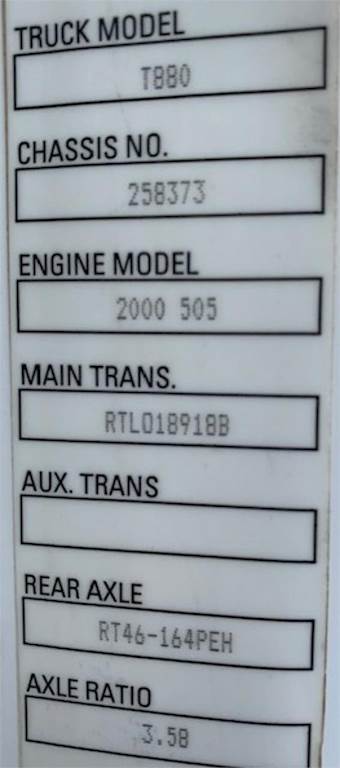 TRUCK MODEL
T880
CHASSIS NO.
258373
ENGINE MODEL
2000 505
MAIN TRANS.
RTLO18918B
AUX. TRANS
REAR AXLE
RT46-164PEH
AXLE RATIO
3.58